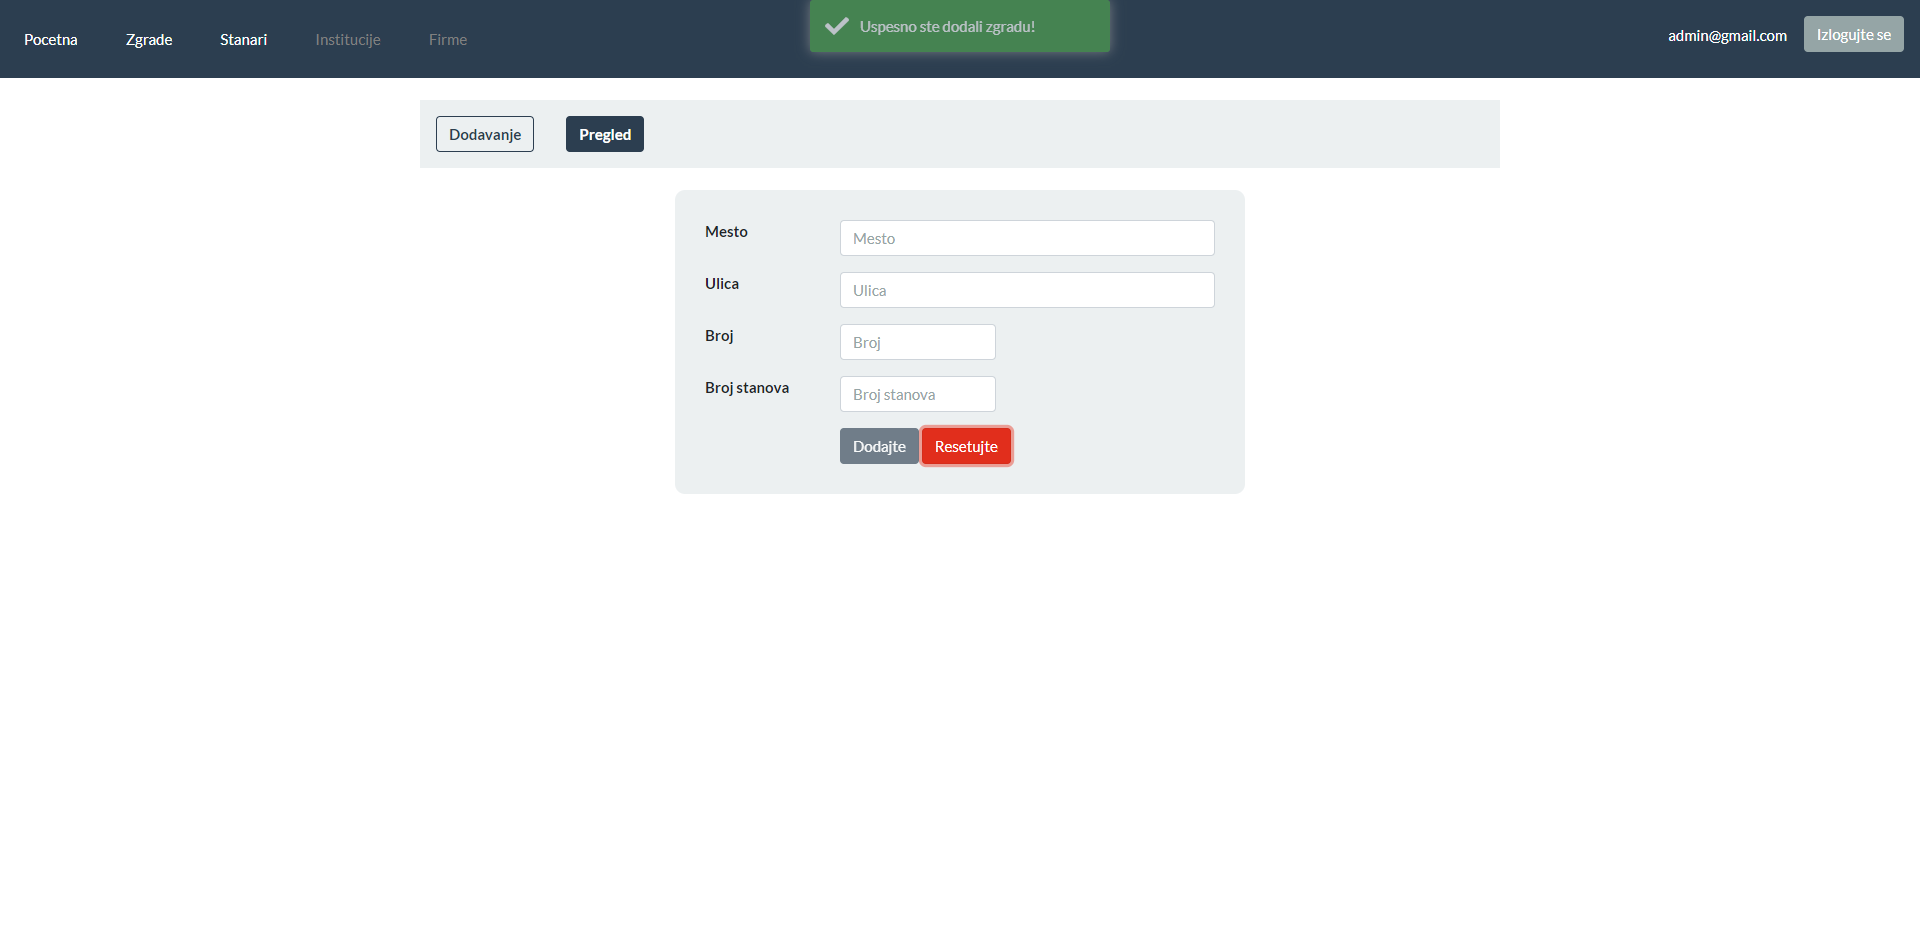 Pocetna Zgrade Stanari Institucije Firme
Uspesno ste dodali zgradu!
admin@gmail.com Izlogujte se
Dodavanje Pregled
Mesto Mesto
Ulica Ulica
Broj Broj
Broj stanova Broj stanova
Dodajte Resetujte